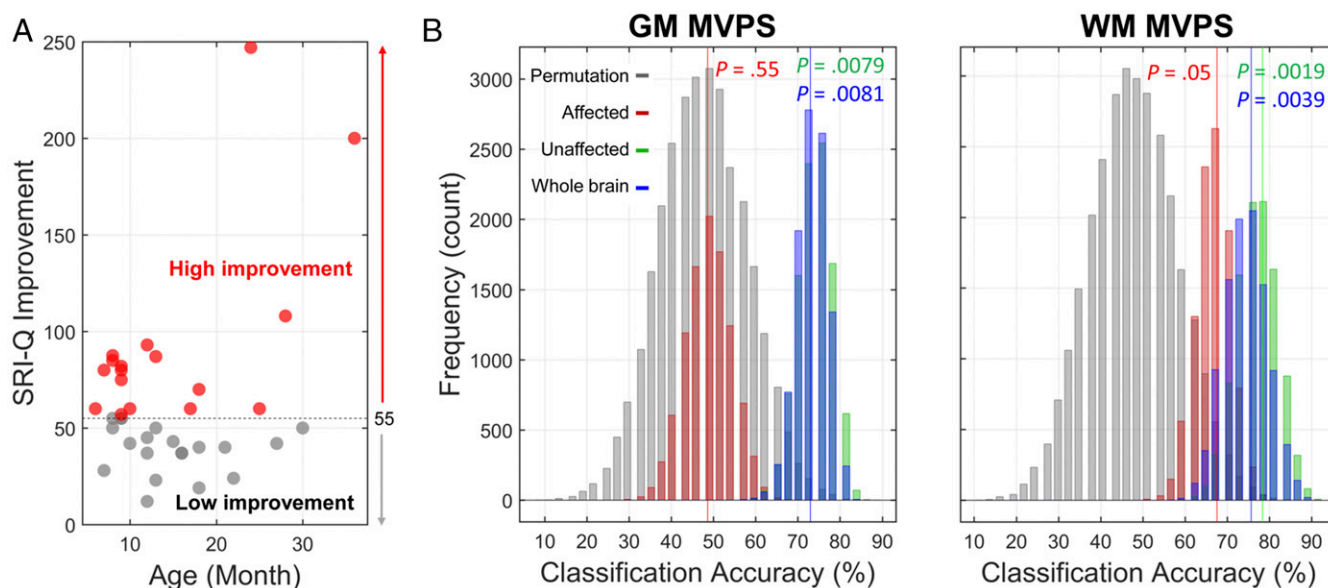 A
SRI-Q Improvement
250
200
150
100
50
0
High improvement
55
Low improvement
10 20 30
Age (Month)
B
GM MVPS
Frequency (count)
3000
2500
2000
1500
1000
500
0
Permutation
Affected
Unaffected
Whole brain
P = .55
P = .0079
P = .0081
10 20 30 40 50 60 70 80 90
Classification Accuracy (%)
WM MVPS
P = .05
P = .0019
P = .0039
10 20 30 40 50 60 70 80 90
Classification Accuracy (%)